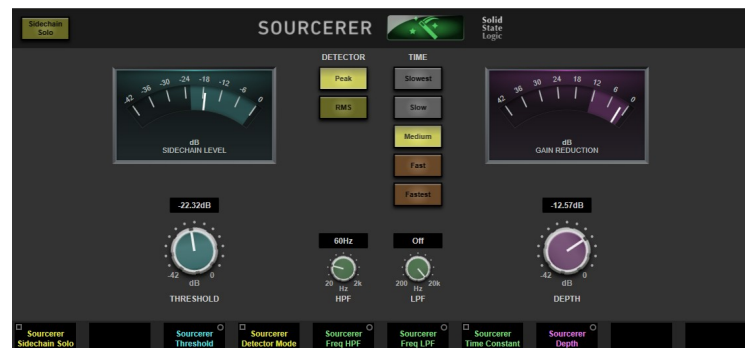 Sidechain
Solo
SOURCERER
Solid
State
Logic
DETECTOR
TIME
-42
-36
-30
-24
-18
-12
-6
0
dB
SIDECHAIN LEVEL
Peak
RMS
Slowest
Slow
Medium
Fast
Fastest
42
36
30
24
18
12
6
0
dB
GAIN REDUCTION
-22.32dB
-42
0
dB
THRESHOLD
60Hz
20
2k
Hz
HPF
Off
200
20k
Hz
LPF
-12.57dB
-42
0
dB
DEPTH
Sourcerer
Sidechain Solo
Sourcerer
Threshold
Sourcerer
Detector Mode
Sourcerer
Freq HPF
Sourcerer
Freq LPF
Sourcerer
Time Constant
Sourcerer
Depth